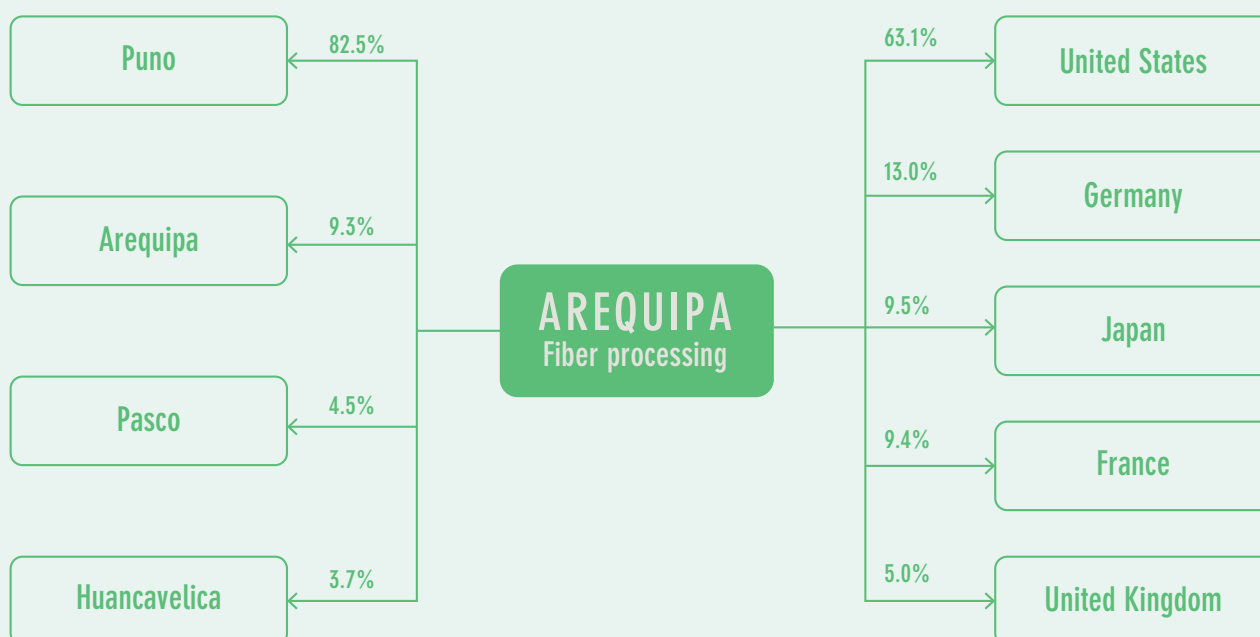 82.5%
Puno
9.3%
Arequipa
4.5%
Pasco
3.7%
Huancavelica
AREQUIPA
Fiber processing
63.1%
United States
13.0%
Germany
9.5%
Japan
9.4%
France
5.0%
United Kingdom